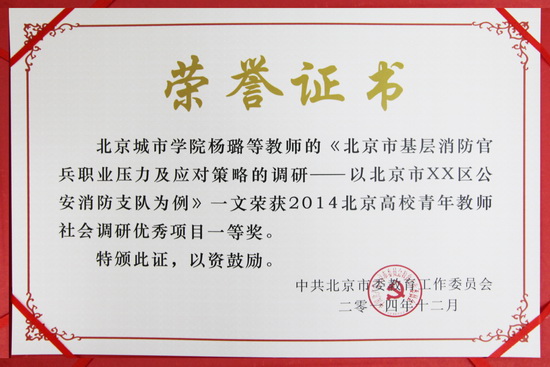 荣誉证书
北京城市学院杨璐等教师的《北京市基层消防官
兵职业压力及应对策略的调研——以北京市XX区公
安消防支队为例》一文荣获2014北京高校青年教师
社会调研优秀项目一等奖。
特颁此证，以资鼓励。
中共北京市委教育工作委员会
二零一四年十二月